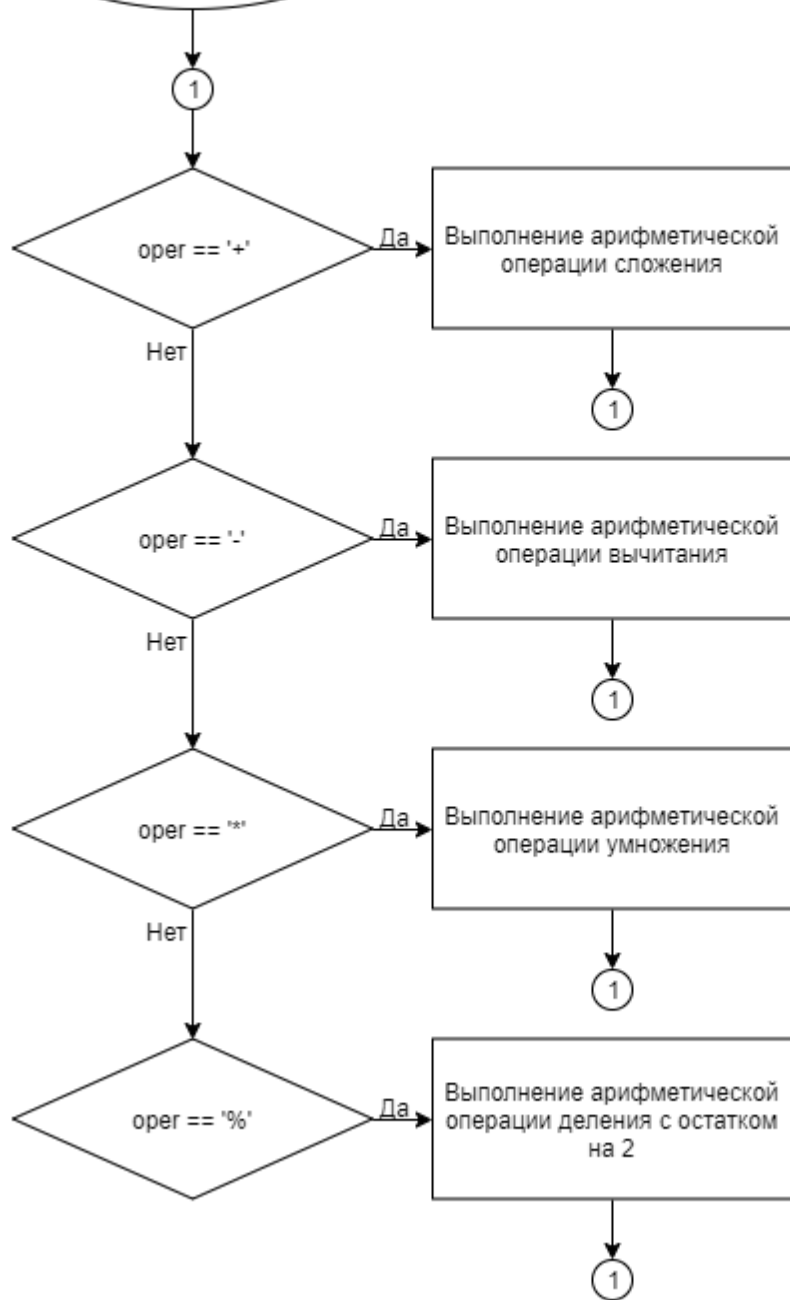 1
oper == '+'
Да
Выполнение арифметической
операции сложения
Нет
1
oper == '-'
Да
Выполнение арифметической
операции вычитания
Нет
1
oper == '*'
Да
Выполнение арифметической
операции умножения
Нет
1
oper == '%'
Да
Выполнение арифметической
операции деления с остатком
на 2
1